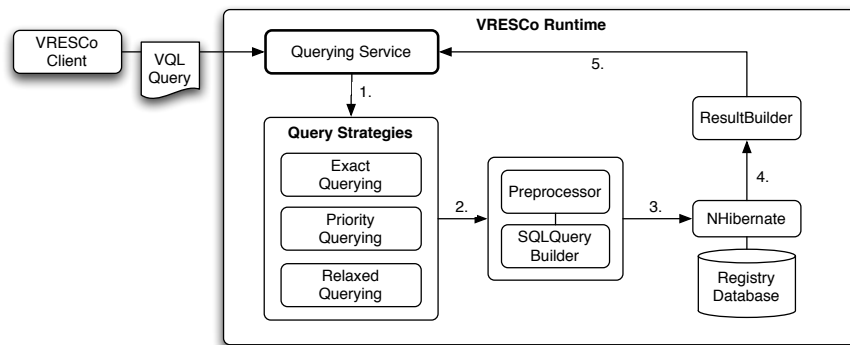 VRESCo Runtime
VRESCo
Client
VQL
Query
Querying Service
5.
1.
Query Strategies
Exact
Querying
Priority
Querying
Relaxed
Querying
2.
Preprocessor
SQLQuery
Builder
3.
ResultBuilder
4.
NHibernate
Registry
Database